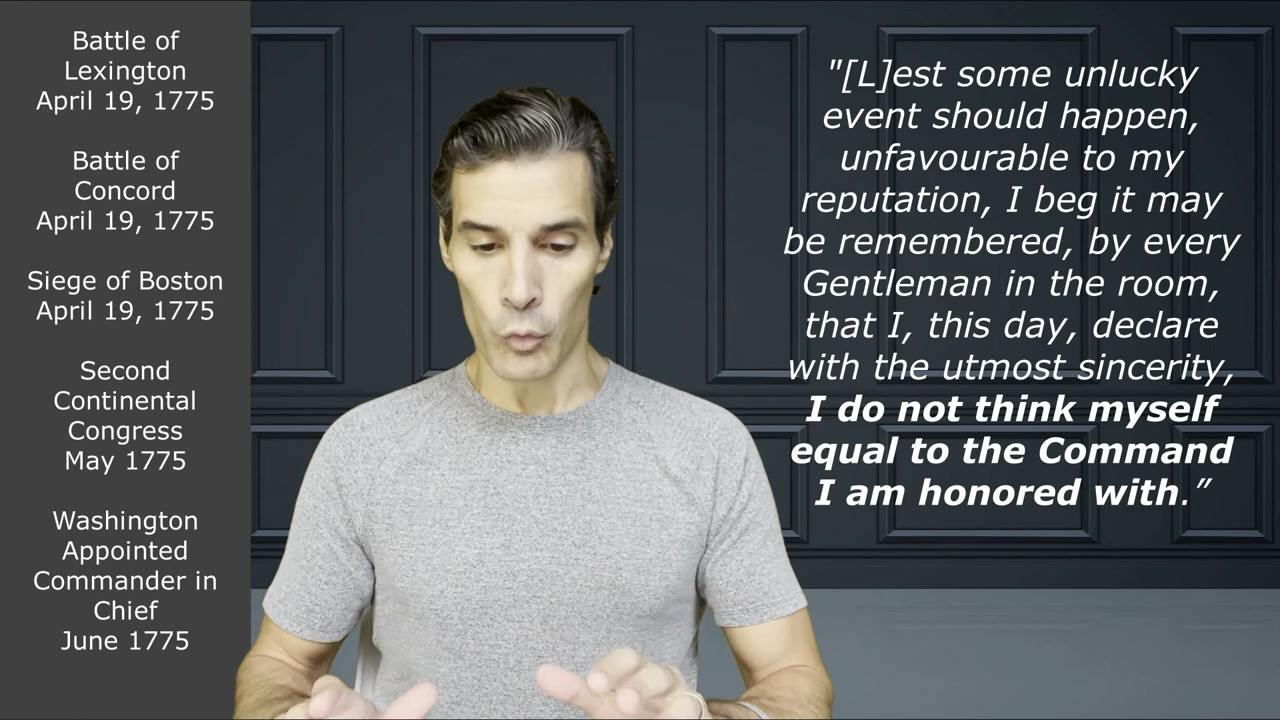 Battle of
Lexington
April 19, 1775
Battle of
Concord
April 19, 1775
Siege of Boston
April 19, 1775
Second
Continental
Congress
May 1775
Washington
Appointed
Commander in
Chief
June 1775
"[L]est some unlucky
event should happen,
unfavourable to my
reputation, I beg it may
be remembered, by every
Gentleman in the room,
that I, this day, declare
with the utmost sincerity,
I do not think myself
equal to the Command
I am honored with.”